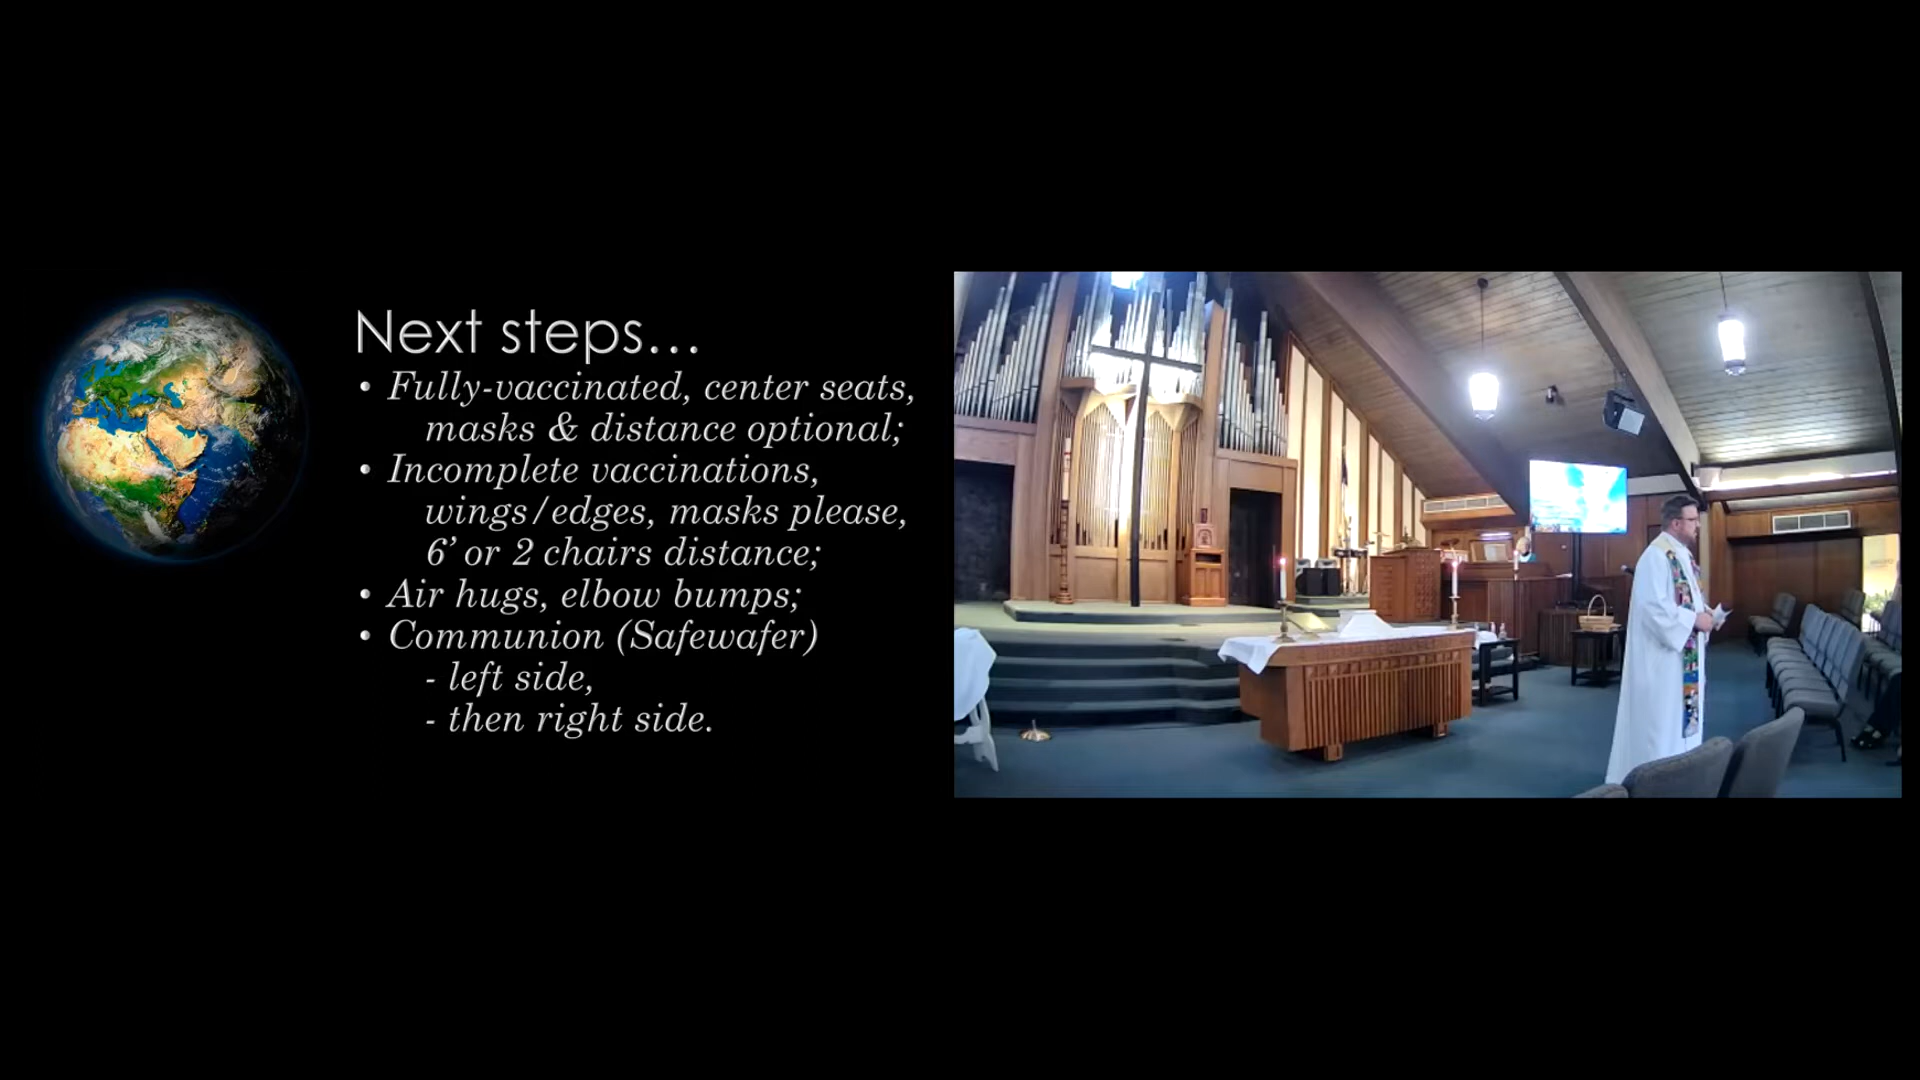 Next steps...
• Fully-vaccinated, center seats,
masks & distance optional;
• Incomplete vaccinations,
wings/edges, masks please,
6’ or 2 chairs distance;
• Air hugs, elbow bumps;
• Communion (Safewafer)
- left side,
- then right side.